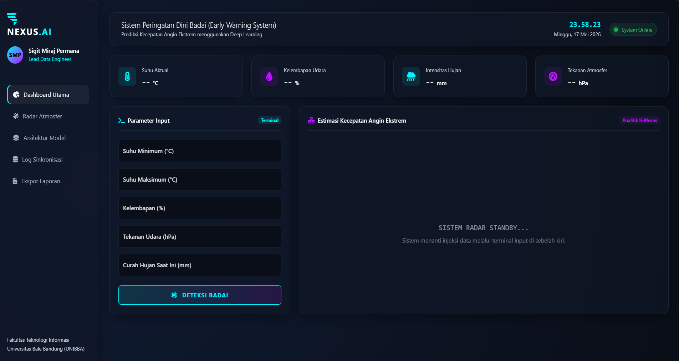 NEXUS.AI
SMP
Sigit Miraj Permana
Lead Data Engineer
Dashboard Utama
Radar Atmosfer
Arsitektur Model
Log Sinkronisasi
Ekspor Laporan
Fakultas Teknologi Informasi
Universitas Bale Bandung (UNIBBA)
Sistem Peringatan Dini Badai (Early Warning System)
Prediksi Kecepatan Angin Ekstrem menggunakan Deep Learning
23.58.23
Minggu, 17 Mei 2026
System Online
Suhu Aktual
-- °C
Kelembapan Udara
-- %
Intensitas Hujan
-- mm
Tekanan Atmosfer
-- hPa
Parameter Input
Terminal
Suhu Minimum (°C)
Suhu Maksimum (°C)
Kelembapan (%)
Tekanan Udara (hPa)
Curah Hujan Saat Ini (mm)
DETEKSI BADAI
Estimasi Kecepatan Angin Ekstrem
Analitik K-Means
SISTEM RADAR STANDBY...
Sistem menanti injeksi data melalui terminal input di sebelah kiri.